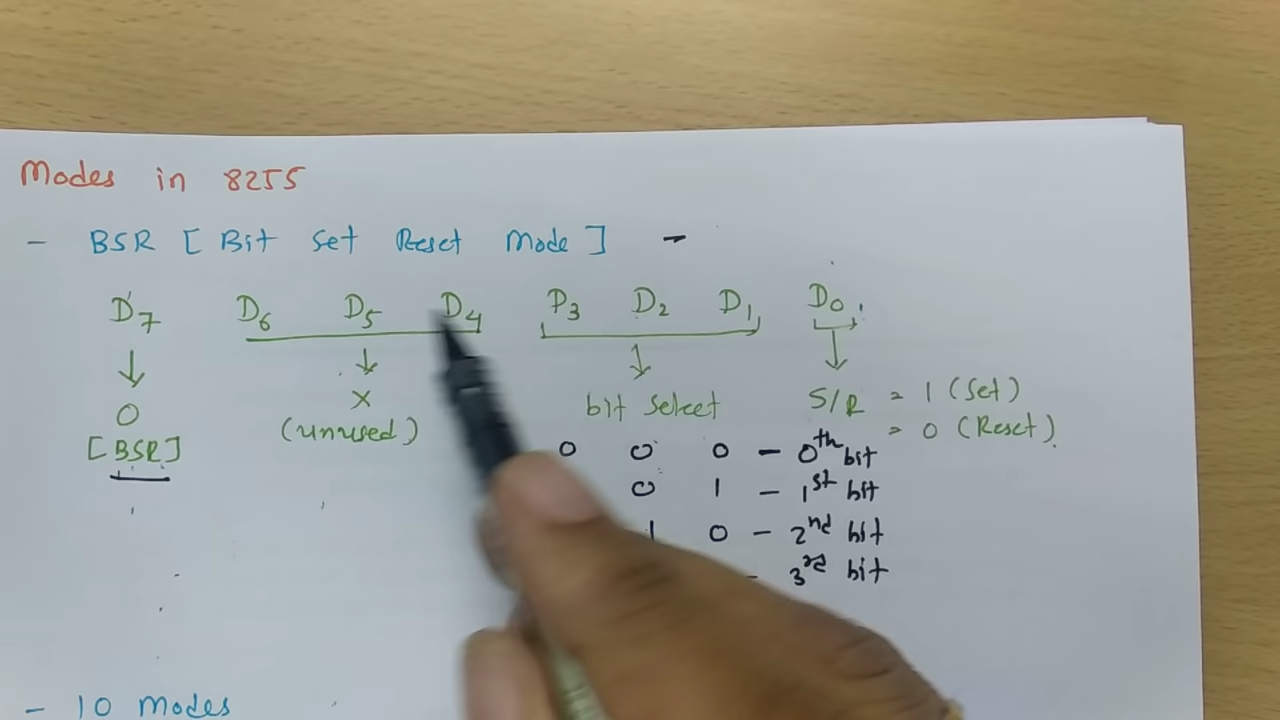 Modes in 8255
- BSR [ Bit Set Reset Mode ] -
D7 D6 D5 D4 D3 D2 D1 D0
↓ ↓ ↓ ↓
0 X bit select S/R = 1 (Set)
[BSR] (unused) = 0 (Reset)
0 0 0 - 0th bit
0 1 - 1st bit
1 0 - 2nd bit
- 3rd bit
- IO Modes